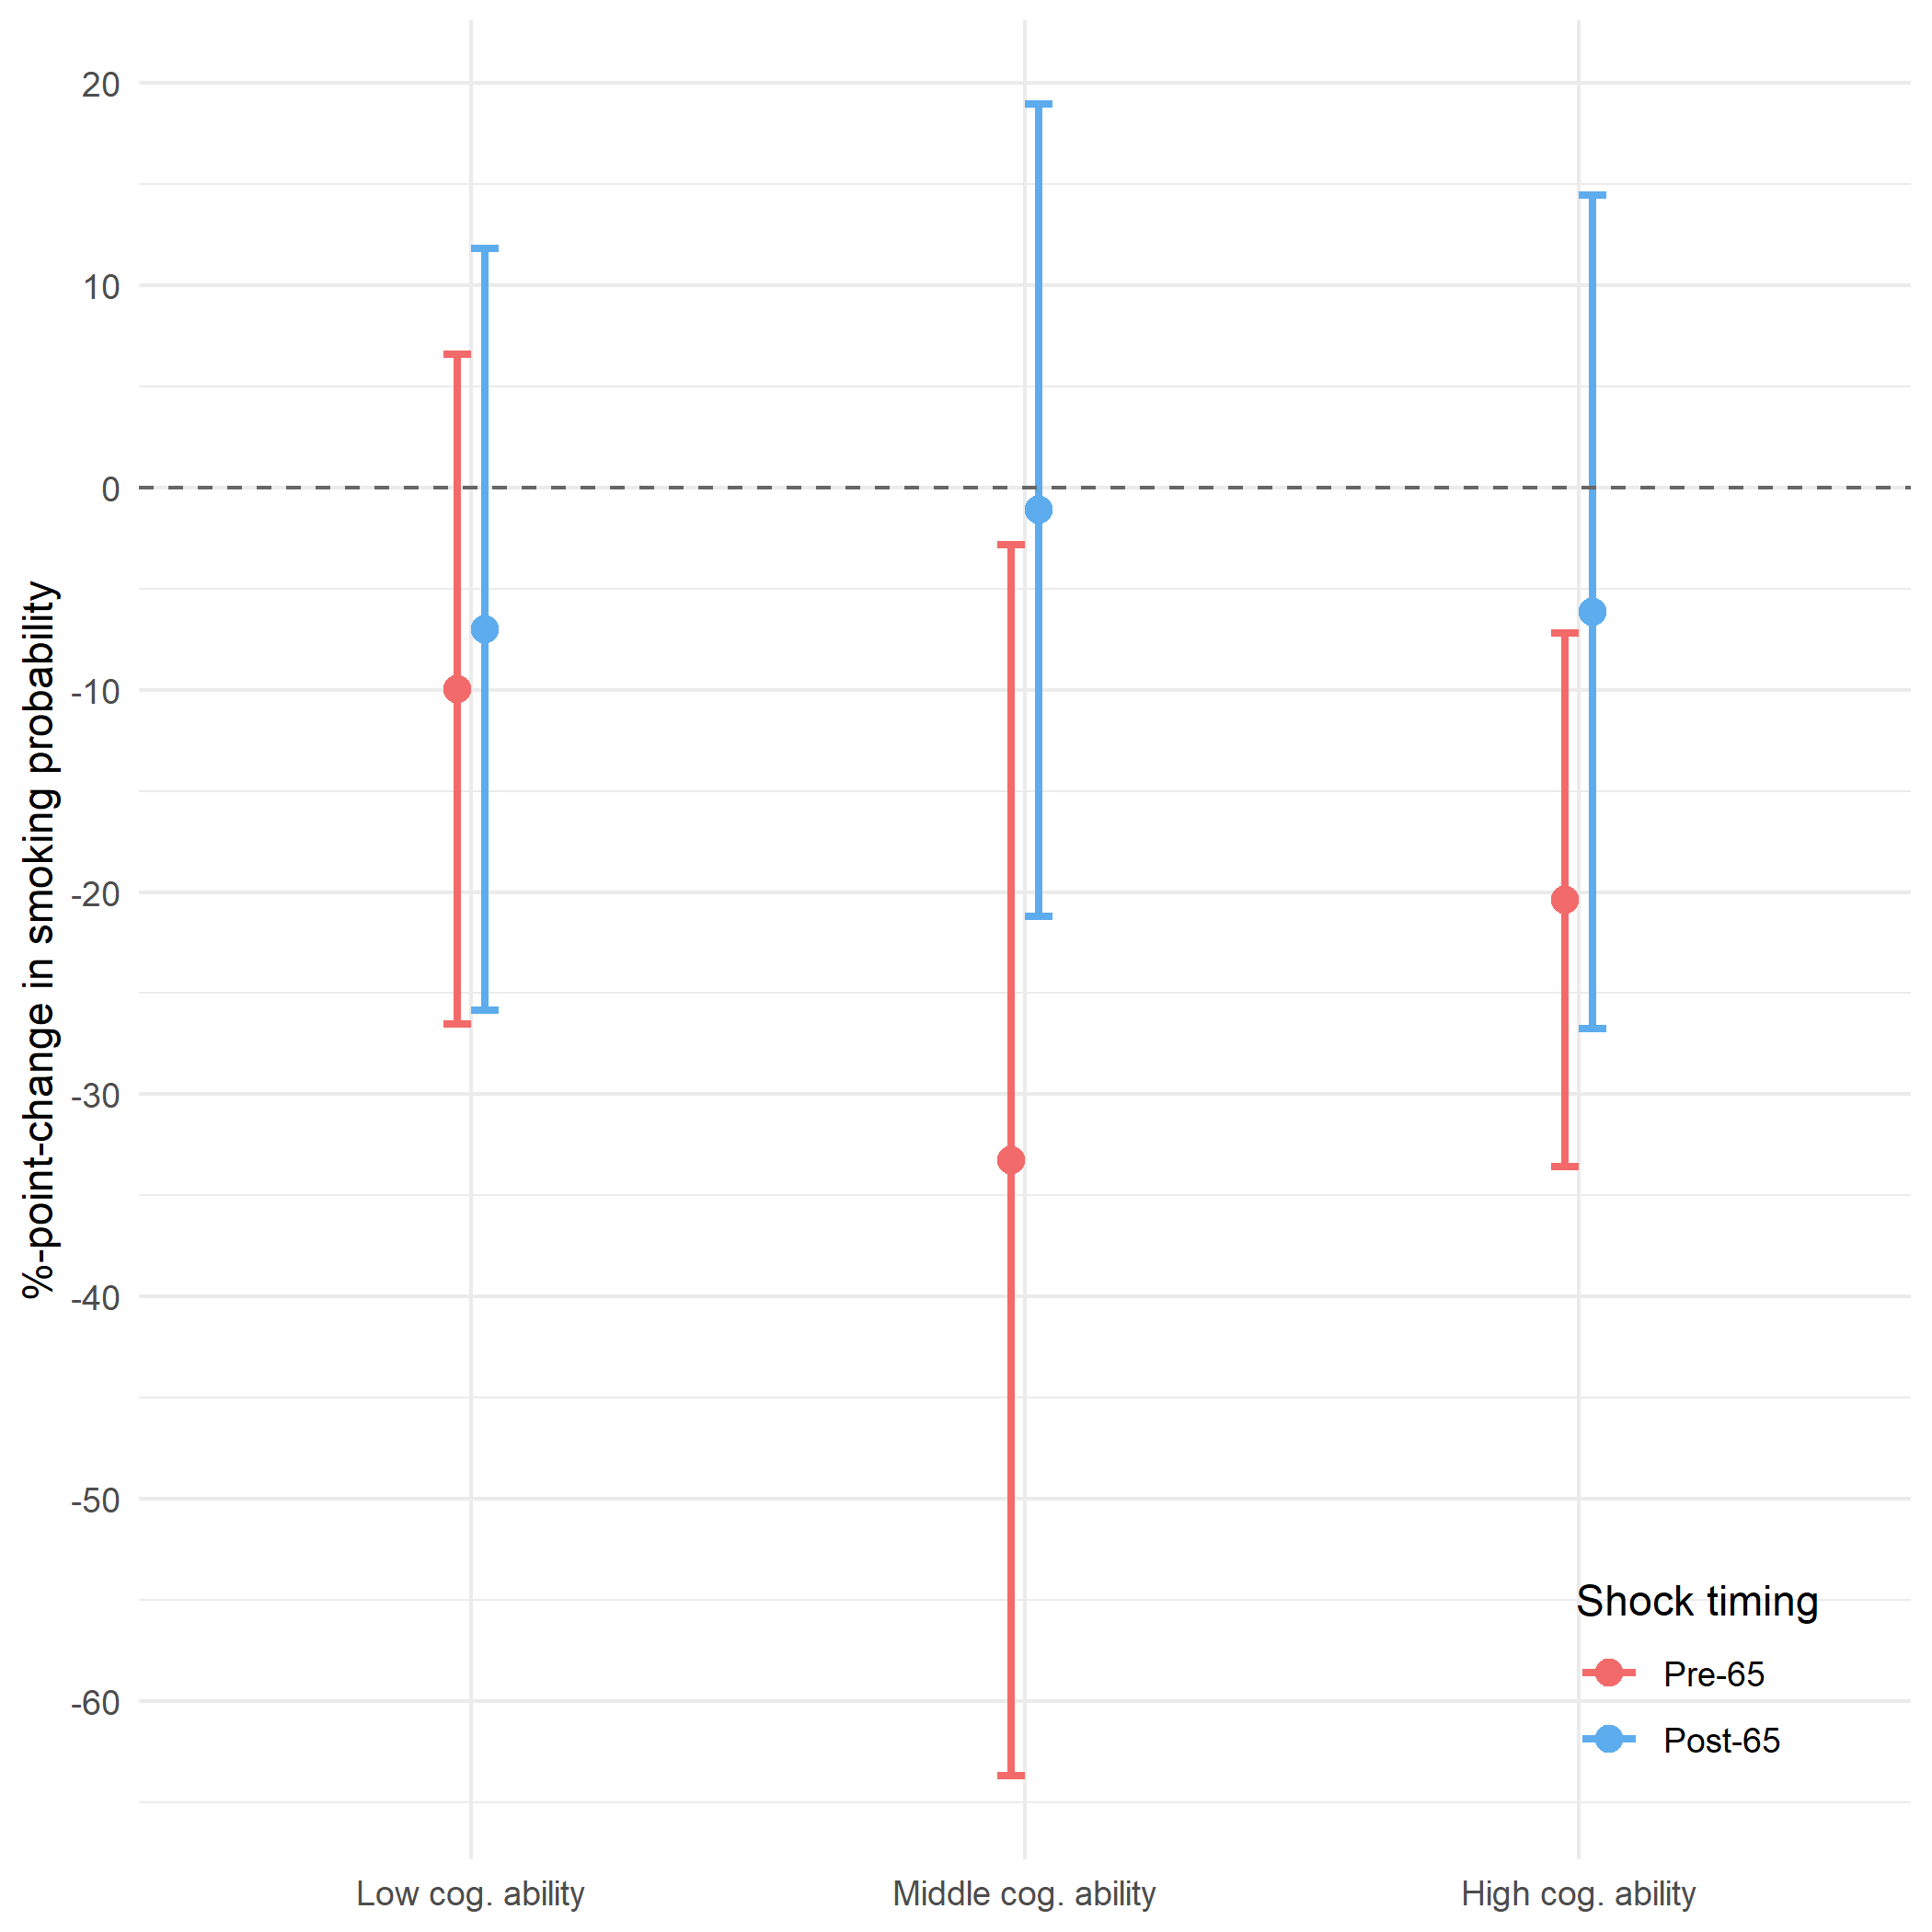 20
10
0
-10
-20
-30
-40
-50
-60
%-point-change in smoking probability
Low cog. ability
Middle cog. ability
High cog. ability
Shock timing
Pre-65
Post-65